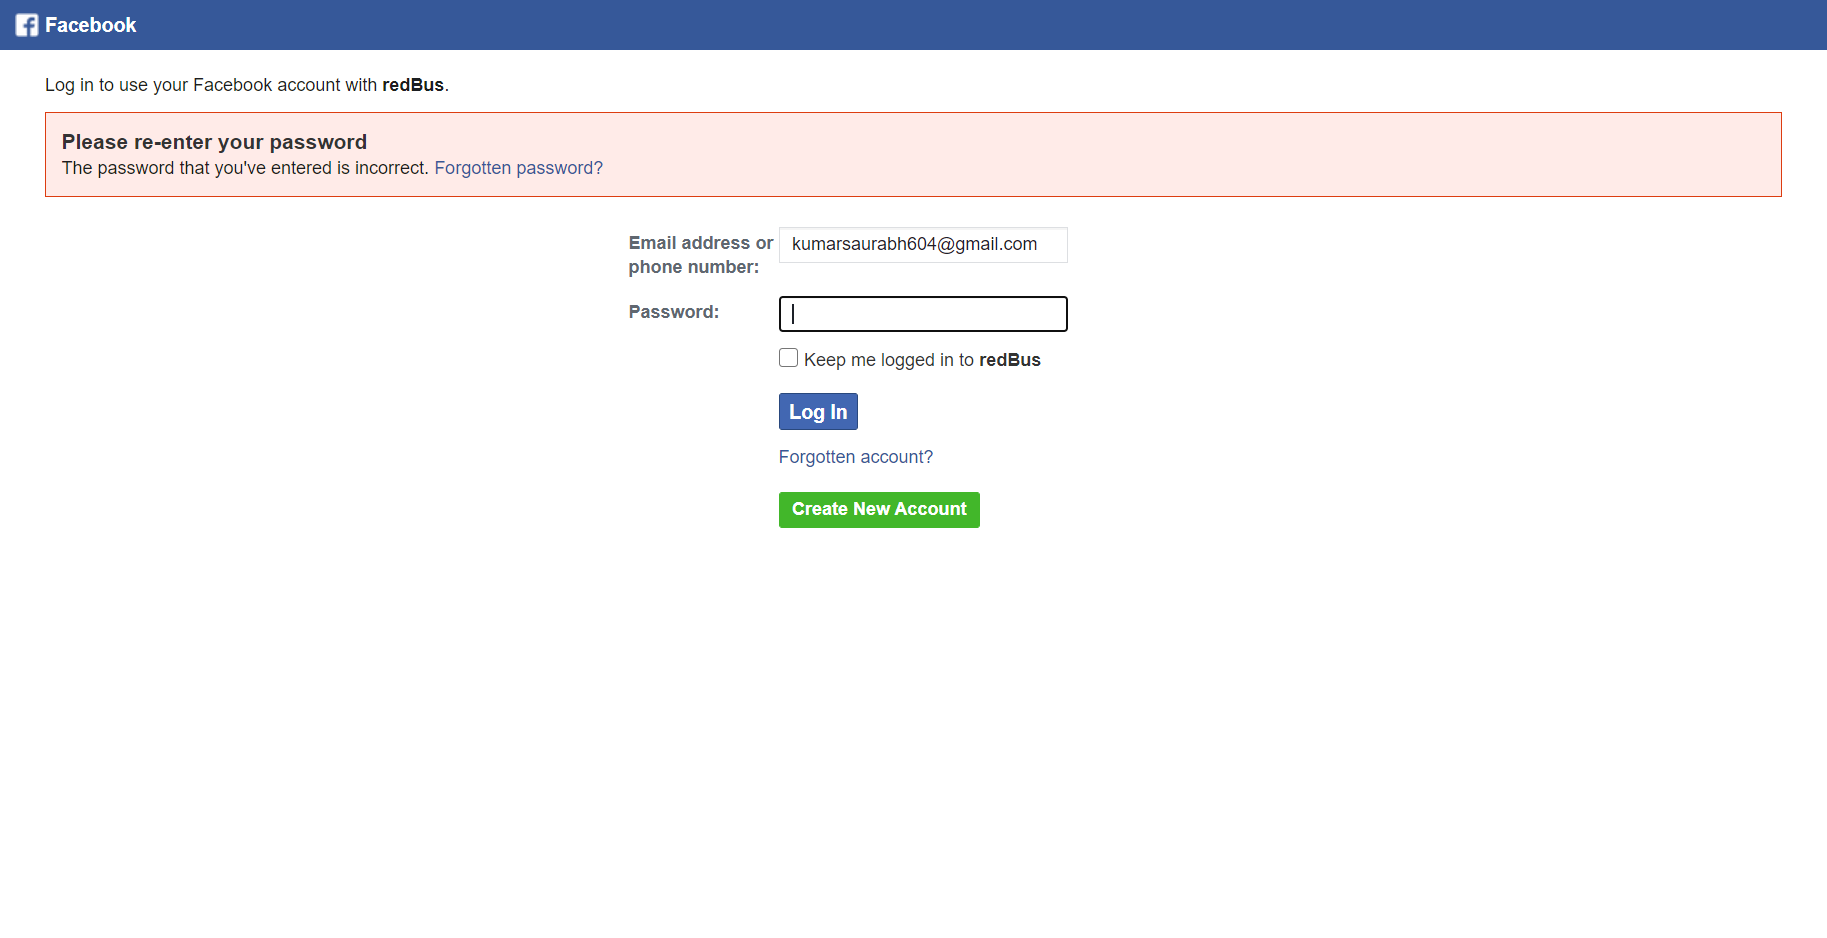 Facebook
Log in to use your Facebook account with redBus.
Please re-enter your password
The password that you've entered is incorrect. Forgotten password?
Email address or phone number:
kumarsaurabh604@gmail.com
Password:
Keep me logged in to redBus
Log In
Forgotten account?
Create New Account